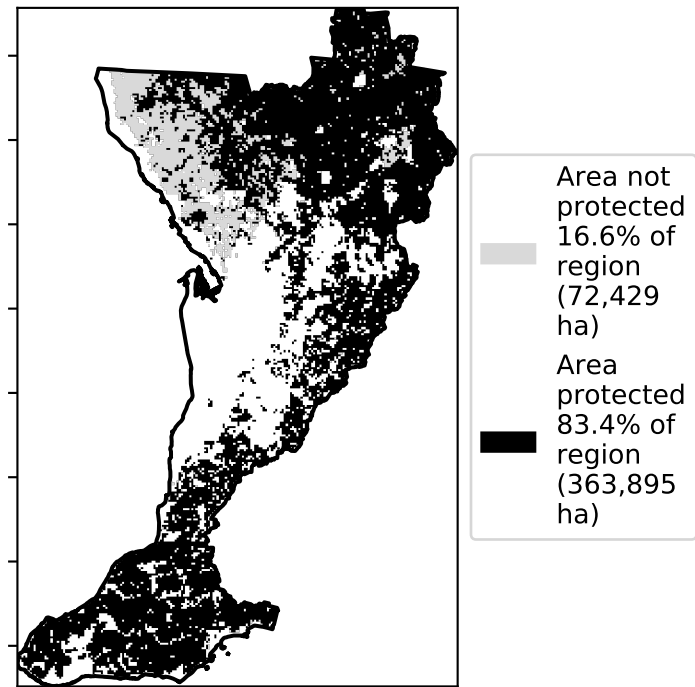 Area not
protected
16.6% of
region
(72,429
ha)
Area
protected
83.4% of
region
(363,895
ha)